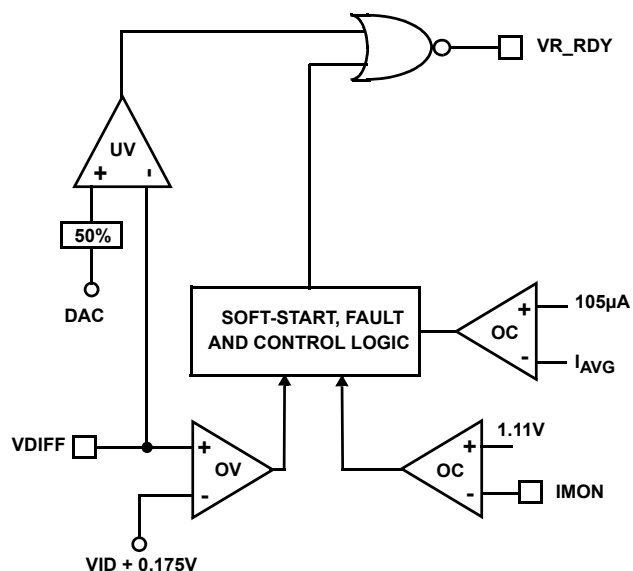 VR_RDY
UV
+ -
50%
DAC
SOFT-START, FAULT
AND CONTROL LOGIC
+ 105µA
OC
- IAVG
VDIFF
+
OV
-
VID + 0.175V
1.11V
+
OC
-
IMON